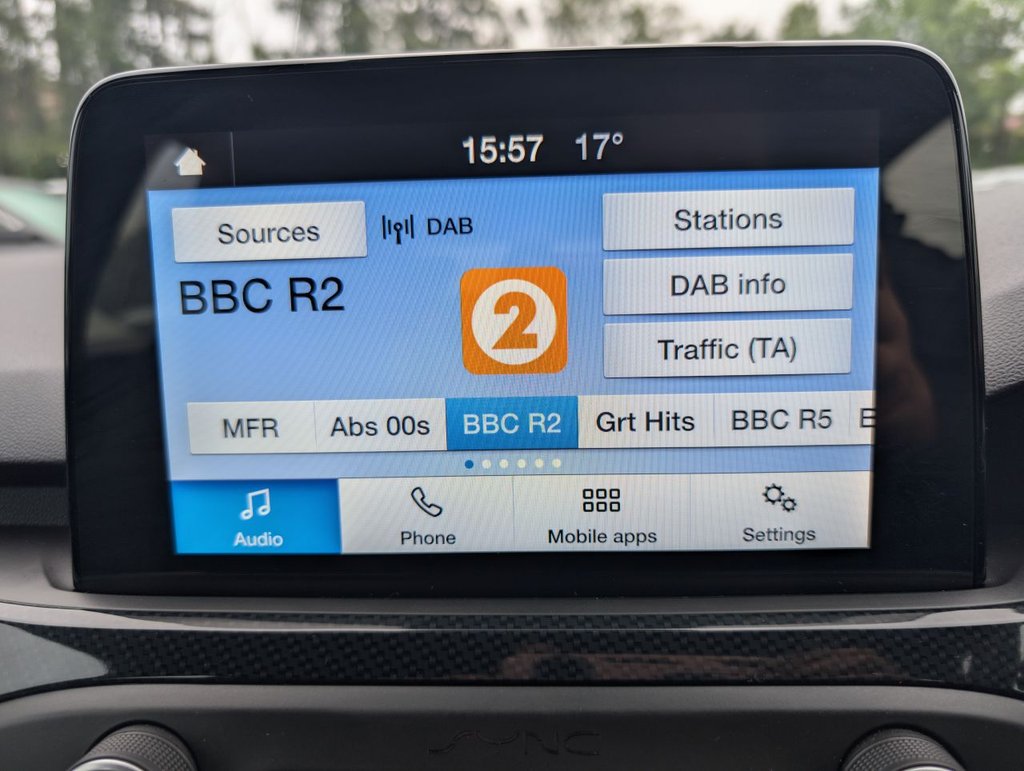 15:57 17°
Sources DAB Stations
BBC R2
2
DAB info
Traffic (TA)
MFR Abs 00s BBC R2 Grt Hits BBC R5
Audio Phone Mobile apps Settings
SYNC